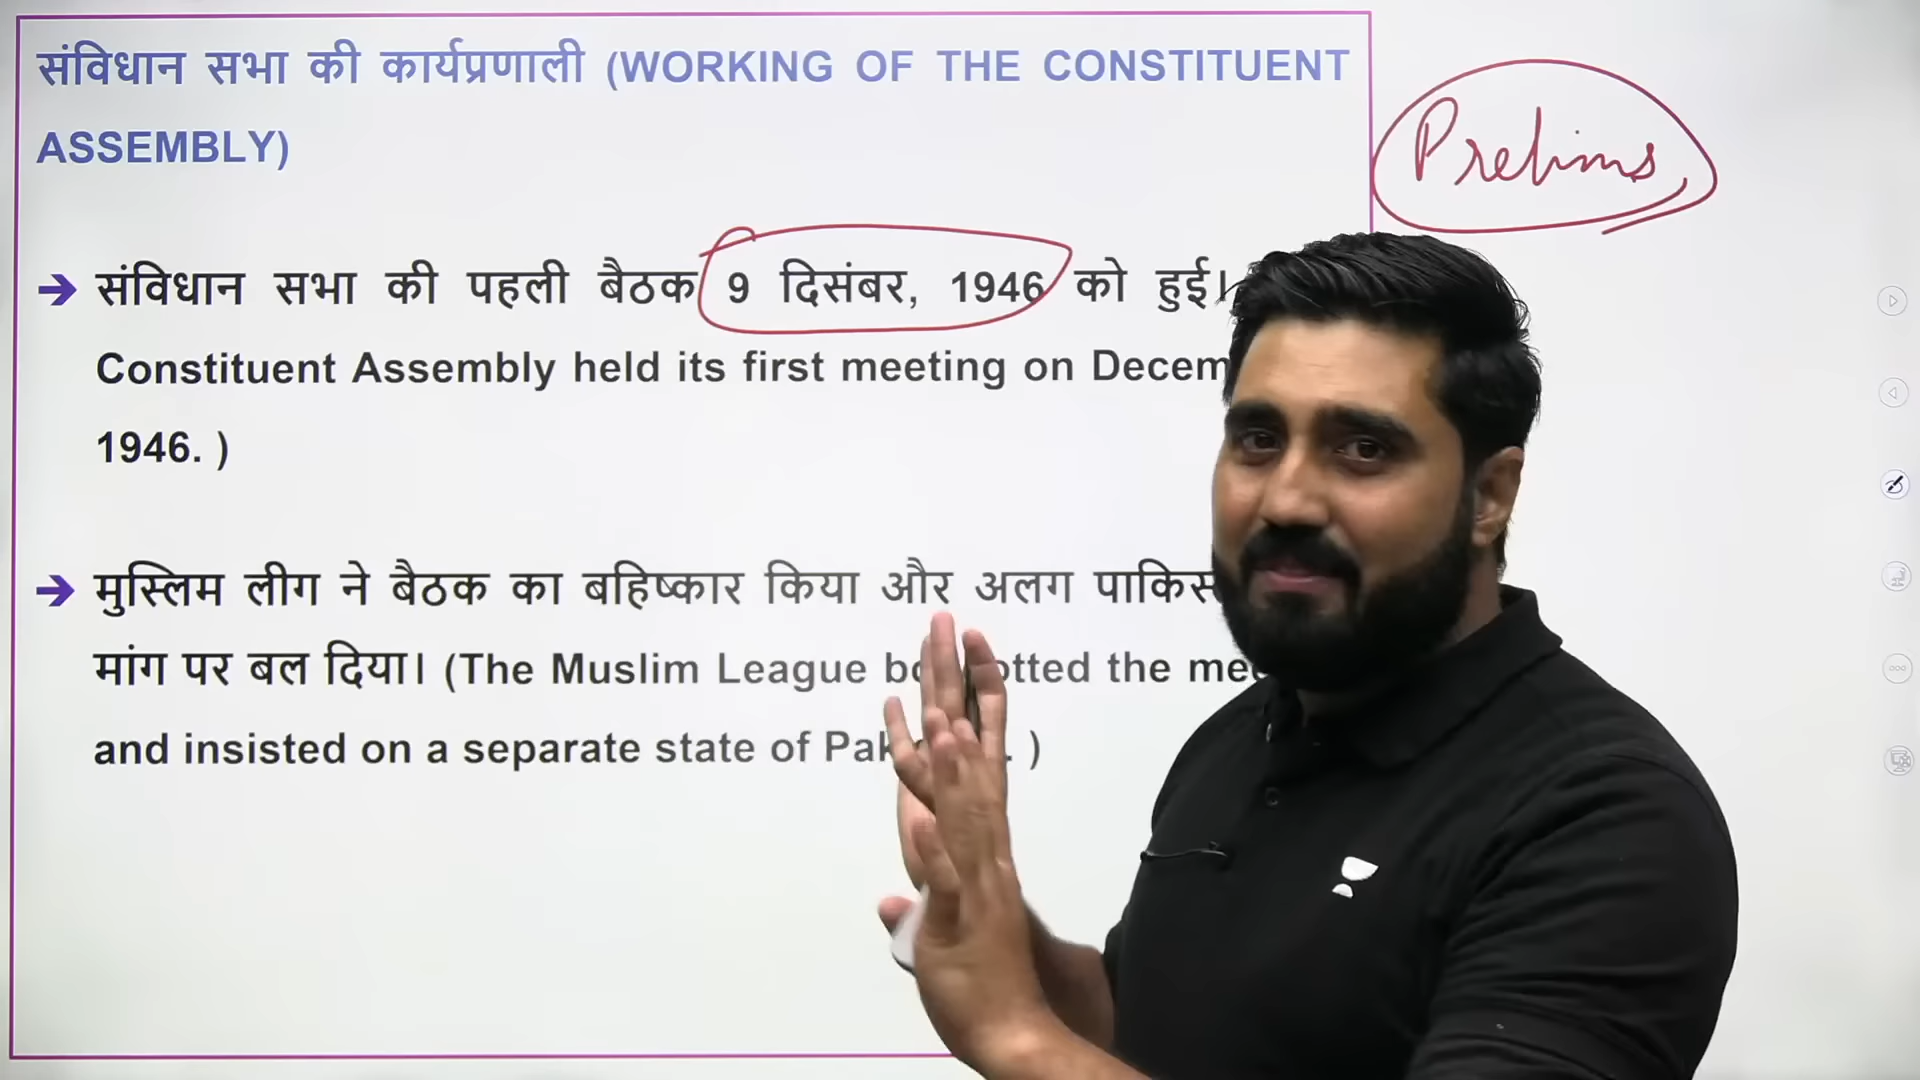 संविधान सभा की कार्यप्रणाली (WORKING OF THE CONSTITUENT
ASSEMBLY)
Prelims
➔ संविधान सभा की पहली बैठक 9 दिसंबर, 1946 को हुई।
Constituent Assembly held its first meeting on
1946. )
➔ मुस्लिम लीग ने बैठक का बहिष्कार किया और अलग
मांग पर बल दिया। (The Muslim League the
and insisted on a separate state of )